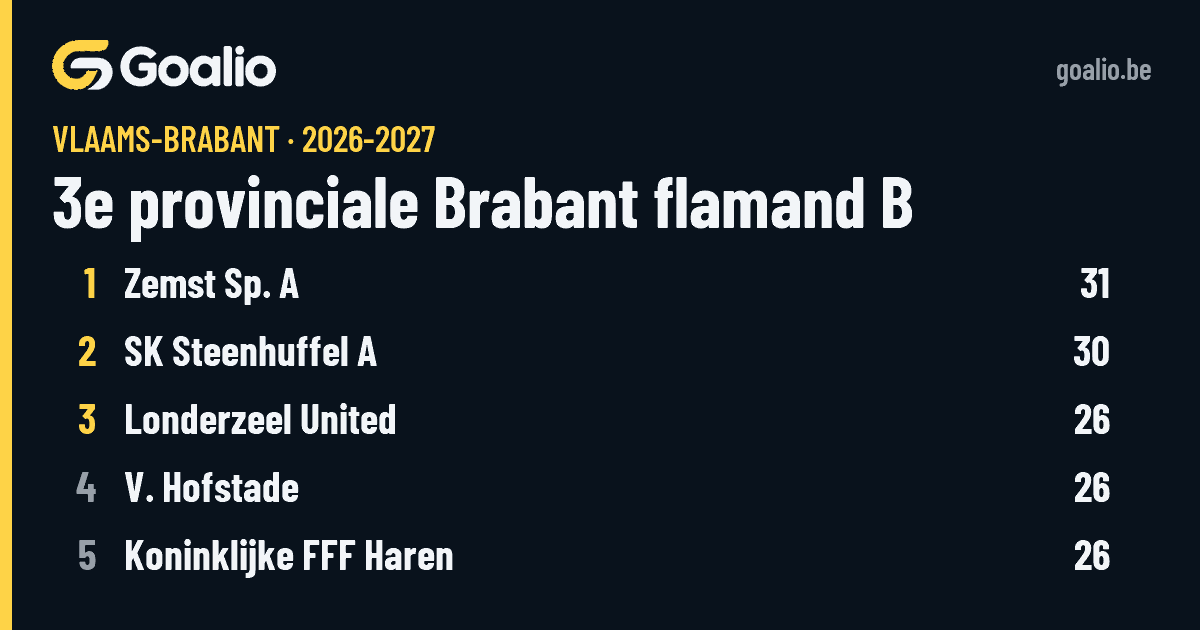 Goalio
goalio.be
VLAAMS-BRABANT · 2026-2027
3e provinciale Brabant flamand B
1 Zemst Sp. A 31
2 SK Steenhuffel A 30
3 Londerzeel United 26
4 V. Hofstade 26
5 Koninklijke FFF Haren 26